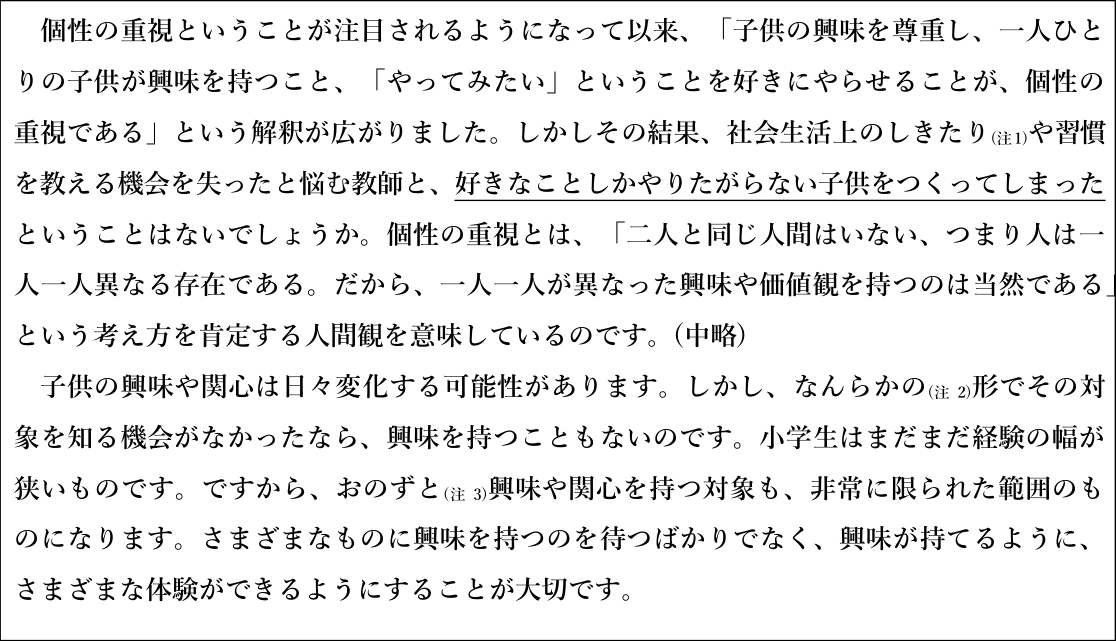 個性の重視ということが注目されるようになって以来、「子供の興味を尊重し、一人ひと
りの子供が興味を持つこと、「やってみたい」ということを好きにやらせることが、個性の
重視である」という解釈が広がりました。しかしその結果、社会生活上のしきたり(注1)や習慣
を教える機会を失ったと悩む教師と、好きなことしかやりたがらない子供をつくってしまった
ということはないでしょうか。個性の重視とは、「二人と同じ人間はいない、つまり人は一
人一人異なる存在である。だから、一人一人が異なった興味や価値観を持つのは当然である」
という考え方を肯定する人間観を意味しているのです。(中略)
子供の興味や関心は日々変化する可能性があります。しかし、なんらかの(注 2)形でその対
象を知る機会がなかったなら、興味を持つこともないのです。小学生はまだまだ経験の幅が
狭いものです。ですから、おのずと(注 3)興味や関心を持つ対象も、非常に限られた範囲のも
のになります。さまざまなものに興味を持つのを待つばかりでなく、興味が持てるように、
さまざまな体験ができるようにすることが大切です。